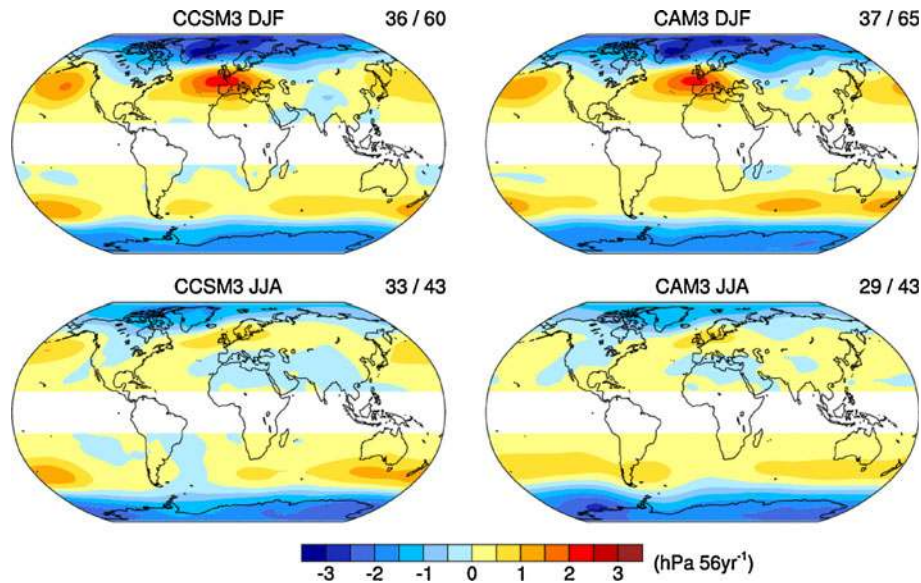 CCSM3 DJF 36 / 60
CAM3 DJF 37 / 65
CCSM3 JJA 33 / 43
CAM3 JJA 29 / 43
-3 -2 -1 0 1 2 3 (hPa 56yr⁻¹)